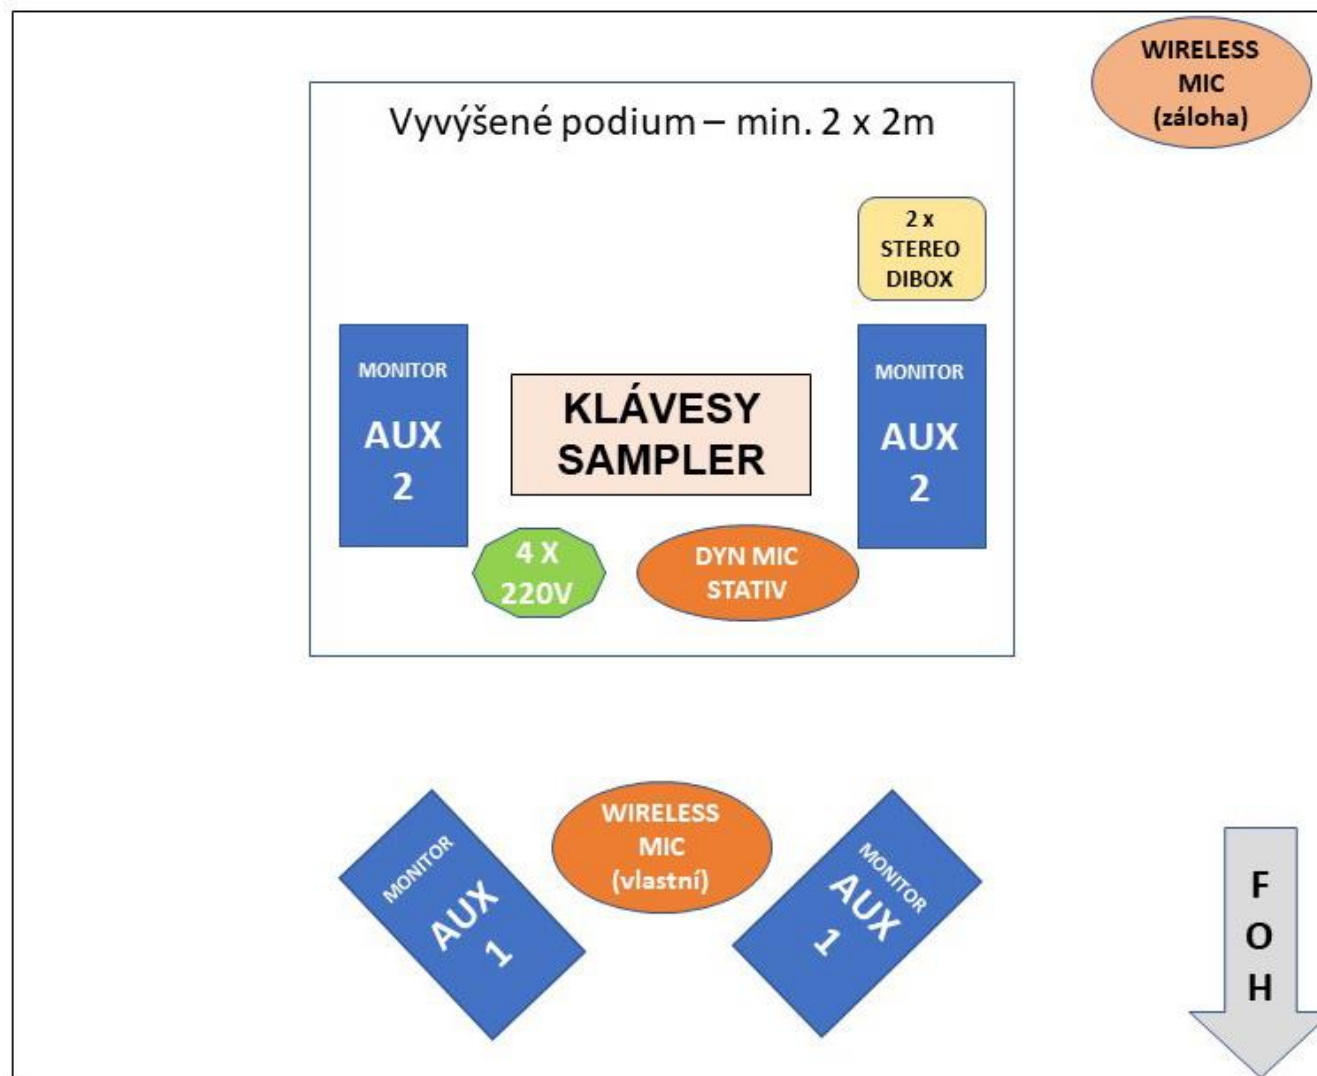 WIRELESS
MIC
(záloha)
Vyvýšené podium – min. 2 x 2m
2 x
STEREO
DIBOX
MONITOR
AUX
2
KLÁVESY
SAMPLER
MONITOR
AUX
2
4 X
220V
DYN MIC
STATIV
MONITOR
AUX
1
WIRELESS
MIC
(vlastní)
MONITOR
AUX
1
F
O
H